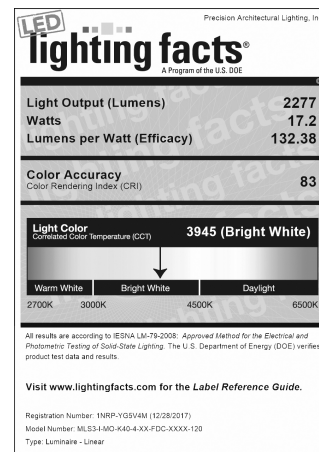 Precision Architectural Lighting, In
LED
lighting facts®
A Program of the U.S. DOE
Light Output (Lumens) 2277
Watts 17.2
Lumens per Watt (Efficacy) 132.38
Color Accuracy
Color Rendering Index (CRI) 83
Light Color
Correlated Color Temperature (CCT) 3945 (Bright White)
Warm White Bright White Daylight
2700K 3000K 4500K 6500K
All results are according to IESNA LM-79-2008: Approved Method for the Electrical and
Photometric Testing of Solid-State Lighting. The U.S. Department of Energy (DOE) verifies
product test data and results.
Visit www.lightingfacts.com for the Label Reference Guide.
Registration Number: 1NRP-YG5V4M (12/28/2017)
Model Number: MLS3-I-MO-K40-4-XX-FDC-XXXX-120
Type: Luminaire - Linear